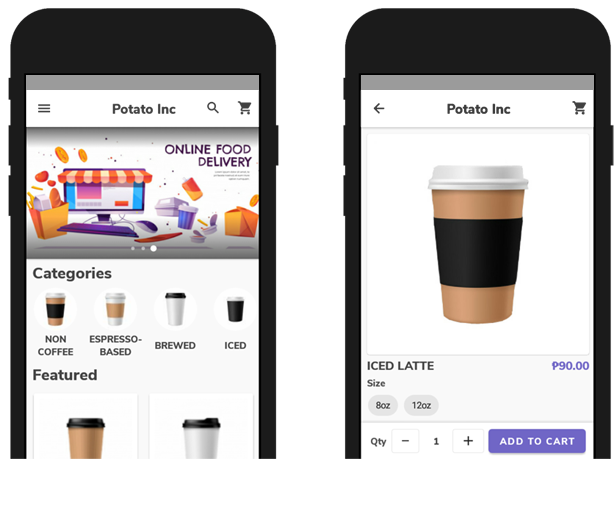 Potato Inc
ONLINE FOOD
DELIVERY
Categories
NON
COFFEE
ESPRESSO-
BASED
BREWED
ICED
Featured
Potato Inc
ICED LATTE
₱90.00
Size
8oz
12oz
Qty
1
ADD TO CART